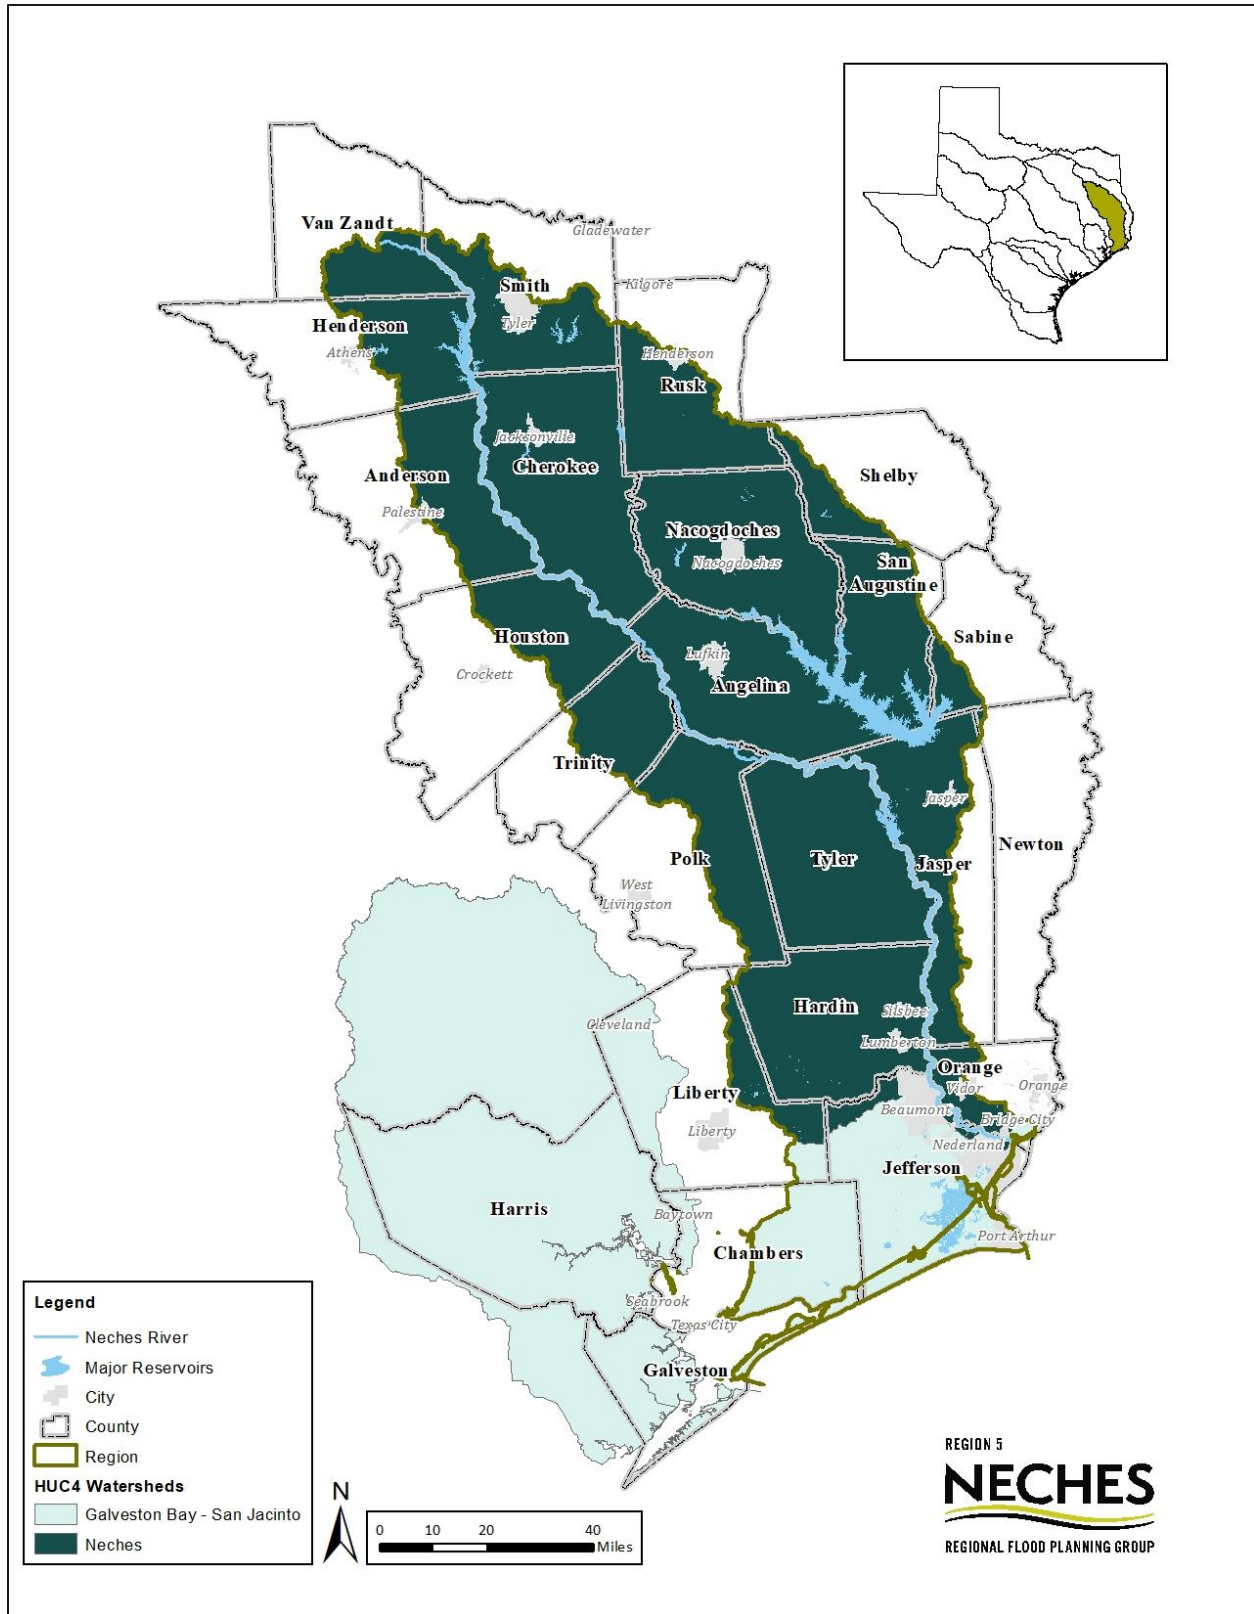 Van Zandt
Gladewater
Smith
Kilgore
Tyler
Henderson
Athens
Henderson
Rusk
Jacksonville
Cherokee
Anderson
Shelby
Palestine
Nacogdoches
Nacogdoches
San
Augustine
Houston
Sabine
Crockett
Lufkin
Angelina
Trinity
Jasper
Newton
Polk
Tyler
Jasper
West
Livingston
Hardin
Silsbee
Cleveland
Lumberton
Orange
Vidor
Orange
Liberty
Beaumont
Bridge City
Liberty
Nederland
Jefferson
Harris
Baytown
Port Arthur
Chambers
Seabrook
Texas City
Galveston
Legend
Neches River
Major Reservoirs
City
County
Region
HUC4 Watersheds
Galveston Bay - San Jacinto
Neches
N
0 10 20 40
Miles
REGION 5
NECHES
REGIONAL FLOOD PLANNING GROUP